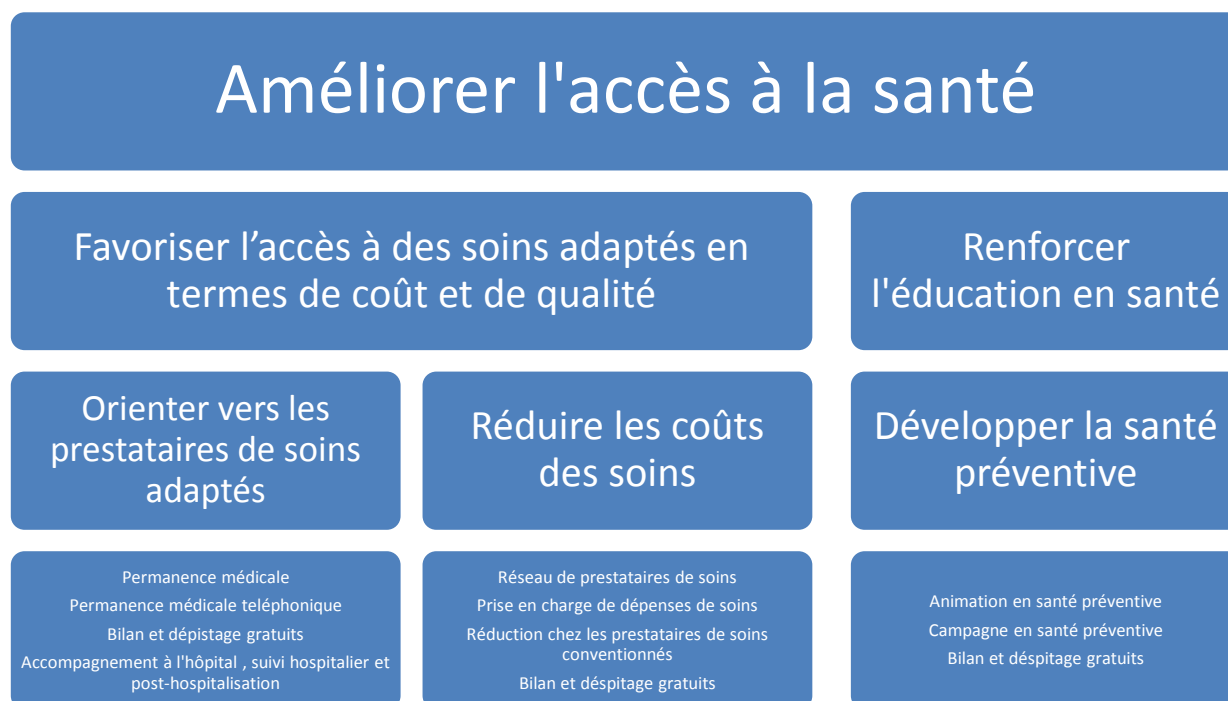 Améliorer l'accès à la santé
Favoriser l’accès à des soins adaptés en
termes de coût et de qualité
Renforcer
l'éducation en santé
Orienter vers les
prestataires de soins
adaptés
Réduire les coûts
des soins
Développer la santé
préventive
Permanence médicale
Permanence médicale teléphonique
Bilan et dépistage gratuits
Accompagnement à l'hôpital , suivi hospitalier et
post-hospitalisation
Réseau de prestataires de soins
Prise en charge de dépenses de soins
Réduction chez les prestataires de soins
conventionnés
Bilan et déspitage gratuits
Animation en santé préventive
Campagne en santé préventive
Bilan et déspitage gratuits